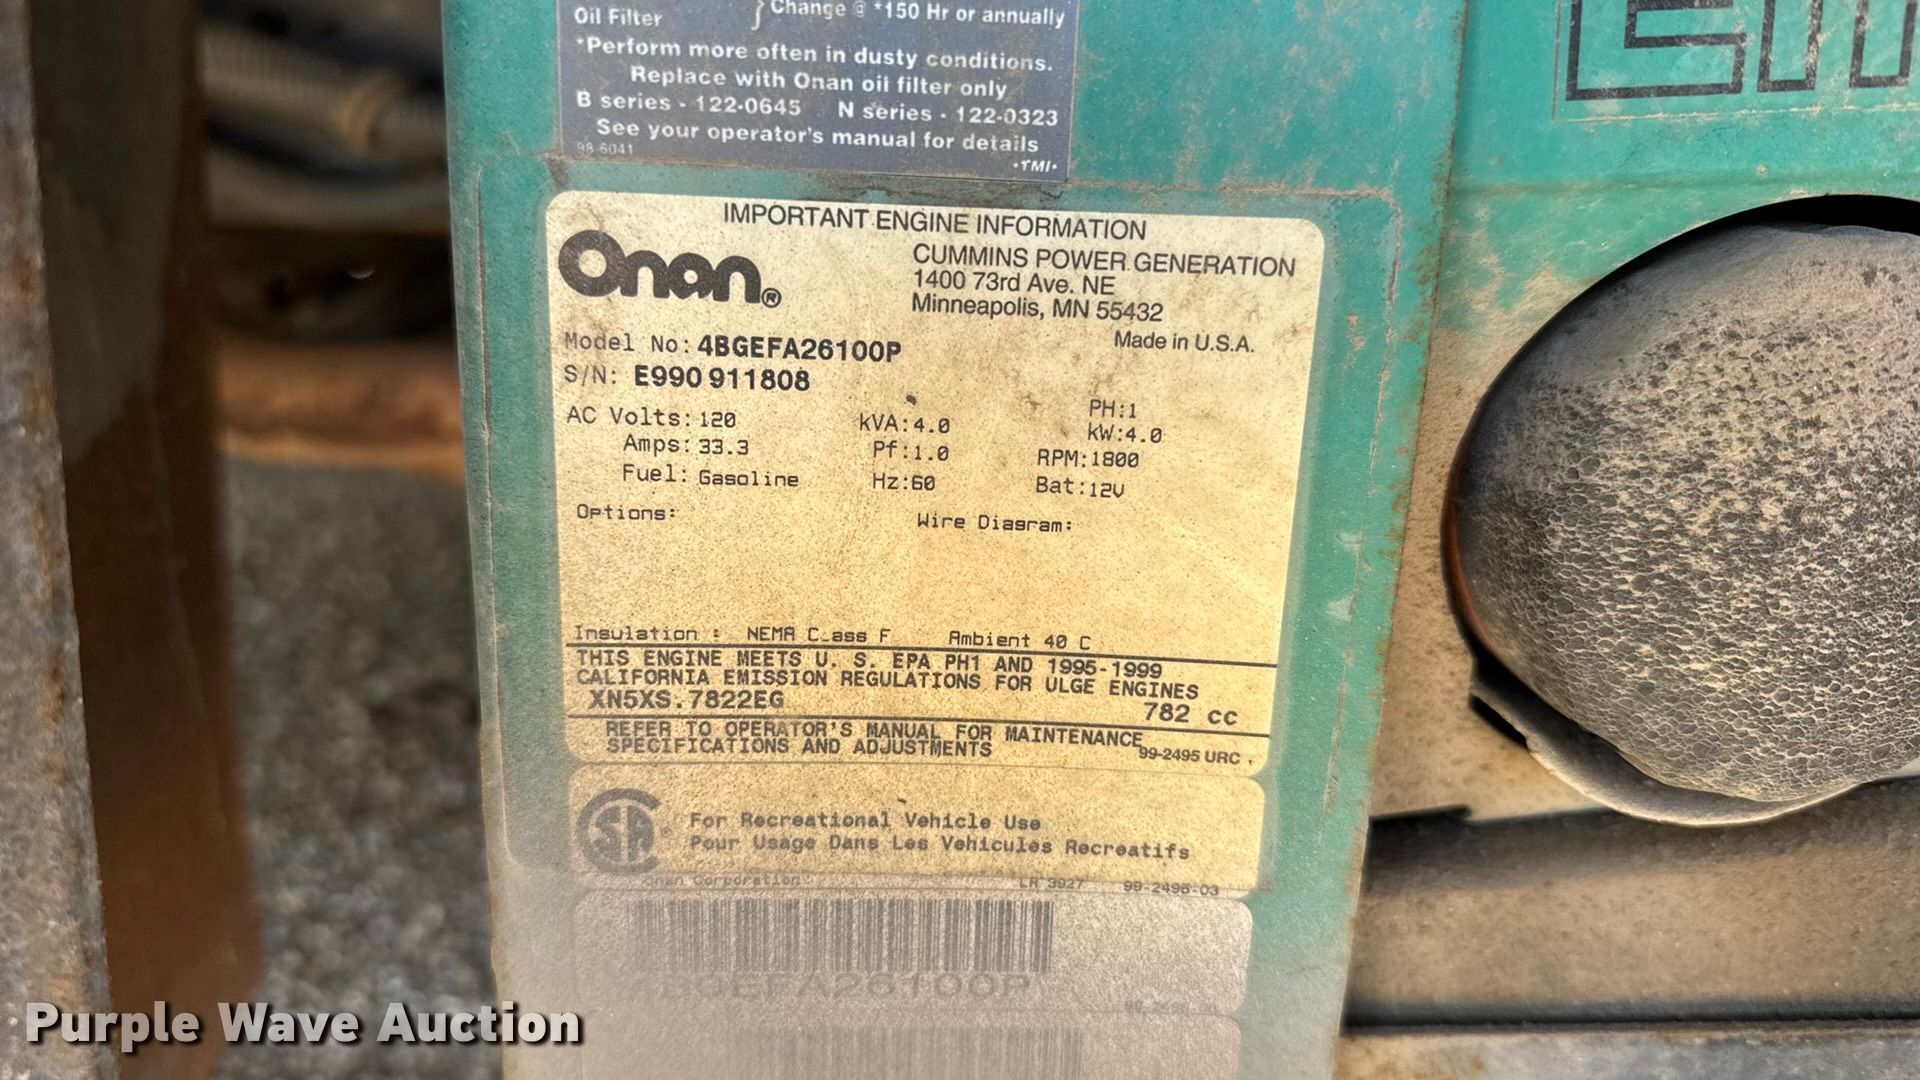 Oil Filter } Change @ *150 Hr or annually
*Perform more often in dusty conditions.
Replace with Onan oil filter only
B series - 122-0645 N series - 122-0323
See your operator's manual for details
98-6041 •TMI•
IMPORTANT ENGINE INFORMATION
Onan®
CUMMINS POWER GENERATION
1400 73rd Ave. NE
Minneapolis, MN 55432
Made in U.S.A.
Model No: 4BGEFA26100P
S/N: E990911808
AC Volts: 120 kVA:4.0 PH:1
kW:4.0
Amps: 33.3 Pf:1.0 RPM:1800
Fuel: Gasoline Hz:60 Bat:12V
Options: Wire Diagram:
Insulation : NEMA Class F Ambient 40 C
THIS ENGINE MEETS U. S. EPA PH1 AND 1995-1999
CALIFORNIA EMISSION REGULATIONS FOR ULGE ENGINES
XN5XS.7822EG 782 cc
REFER TO OPERATOR'S MANUAL FOR MAINTENANCE
SPECIFICATIONS AND ADJUSTMENTS 99-2495 URC
SA® For Recreational Vehicle Use
Pour Usage Dans Les Vehicules Recreatifs
Onan Corporation LR 3927 99-2496-03
4BGEFA26100P
Purple Wave Auction